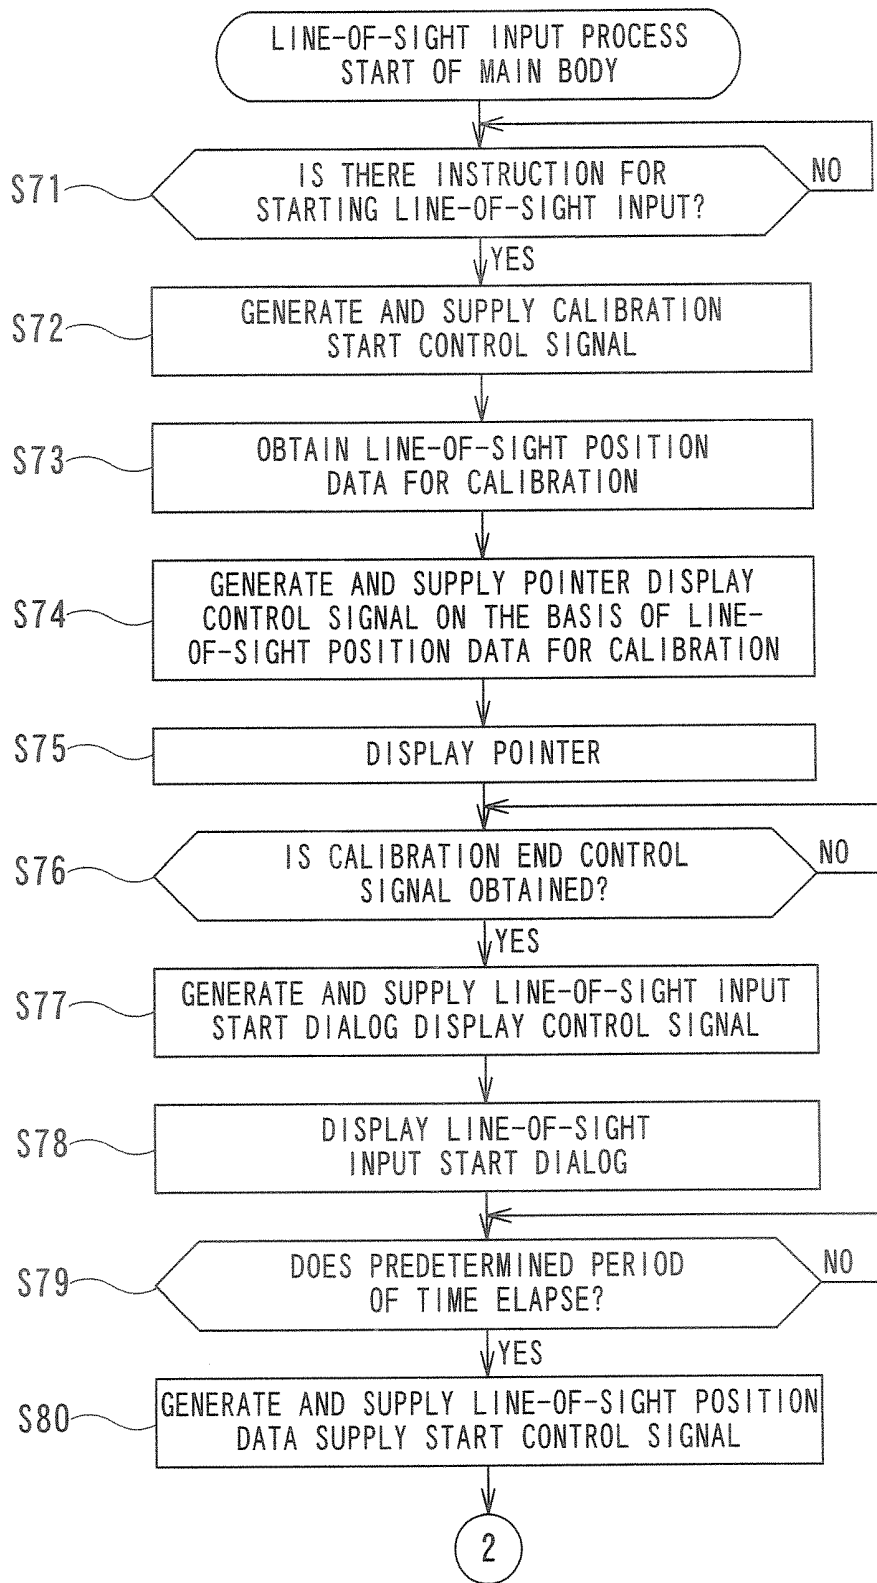 LINE-OF-SIGHT INPUT PROCESS
START OF MAIN BODY
S71
IS THERE INSTRUCTION FOR
STARTING LINE-OF-SIGHT INPUT?
NO
YES
S72
GENERATE AND SUPPLY CALIBRATION
START CONTROL SIGNAL
S73
OBTAIN LINE-OF-SIGHT POSITION
DATA FOR CALIBRATION
S74
GENERATE AND SUPPLY POINTER DISPLAY
CONTROL SIGNAL ON THE BASIS OF LINE-
OF-SIGHT POSITION DATA FOR CALIBRATION
S75
DISPLAY POINTER
S76
IS CALIBRATION END CONTROL
SIGNAL OBTAINED?
NO
YES
S77
GENERATE AND SUPPLY LINE-OF-SIGHT INPUT
START DIALOG DISPLAY CONTROL SIGNAL
S78
DISPLAY LINE-OF-SIGHT
INPUT START DIALOG
S79
DOES PREDETERMINED PERIOD
OF TIME ELAPSE?
NO
YES
S80
GENERATE AND SUPPLY LINE-OF-SIGHT POSITION
DATA SUPPLY START CONTROL SIGNAL
2